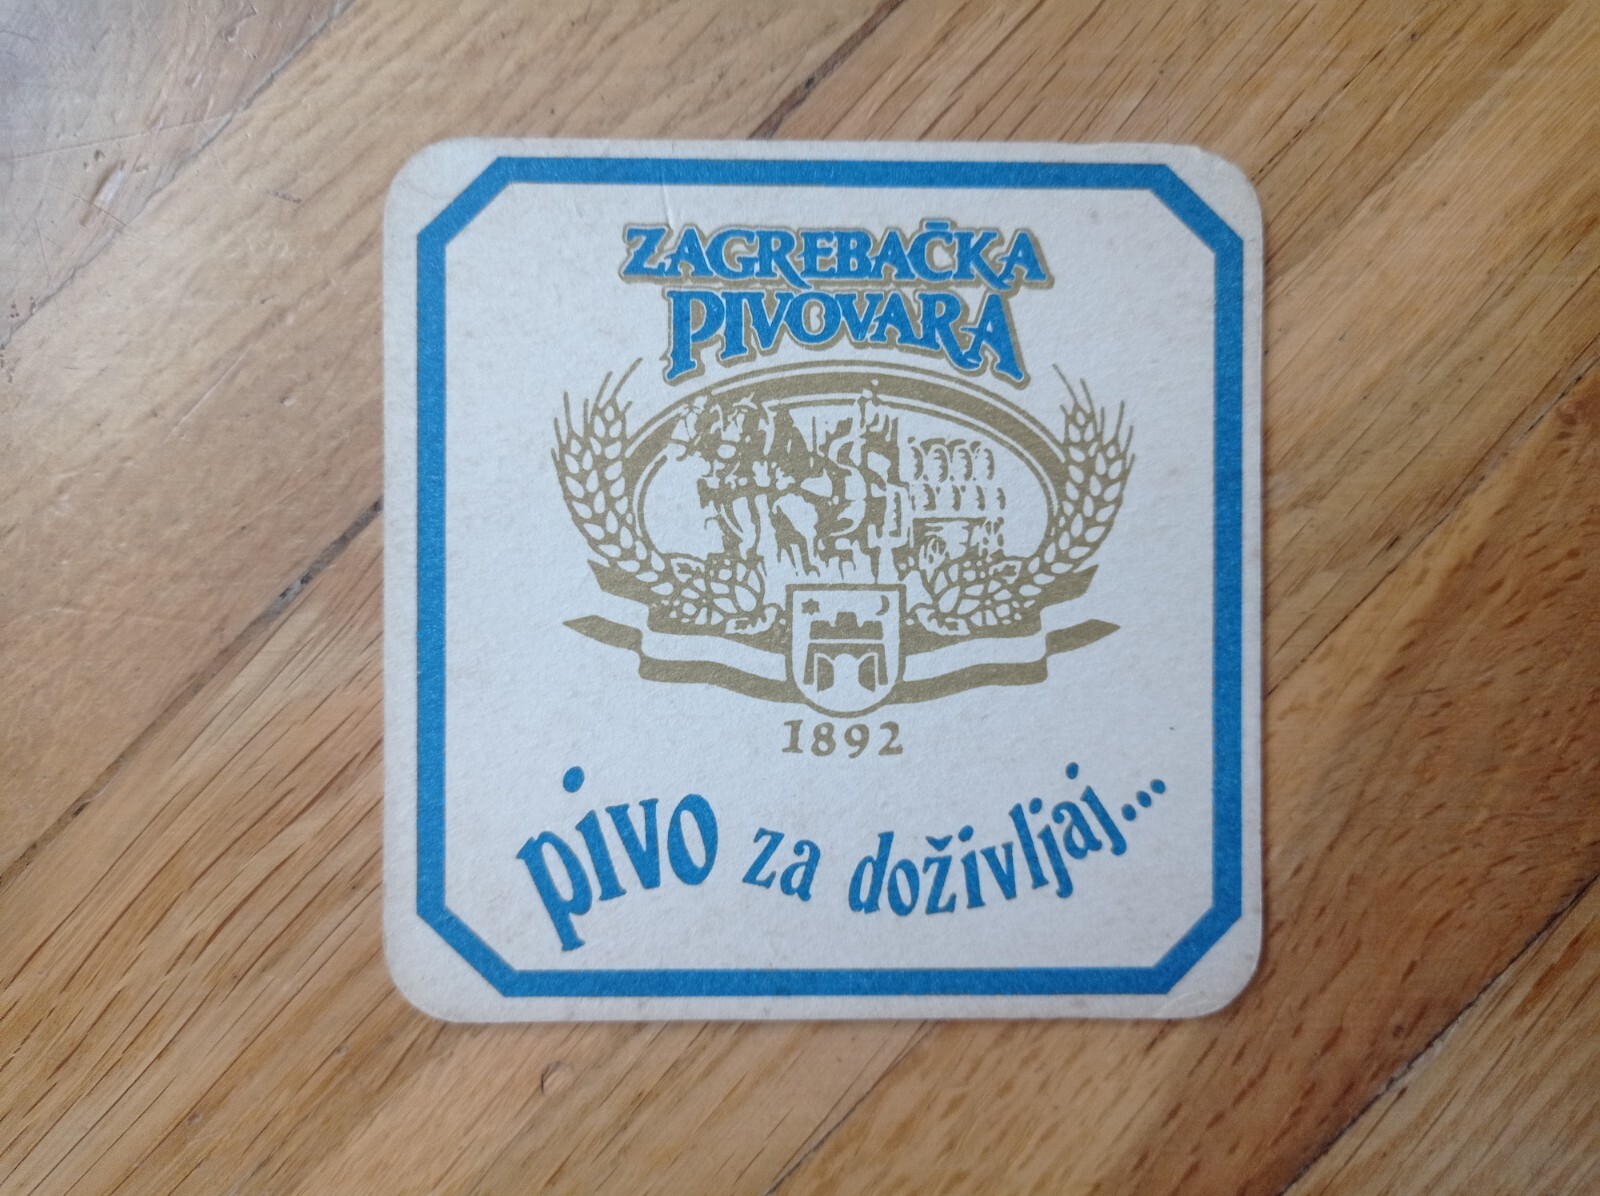 ZAGREBAČKA
PIVOVARA
1892
pivo za doživljaj...